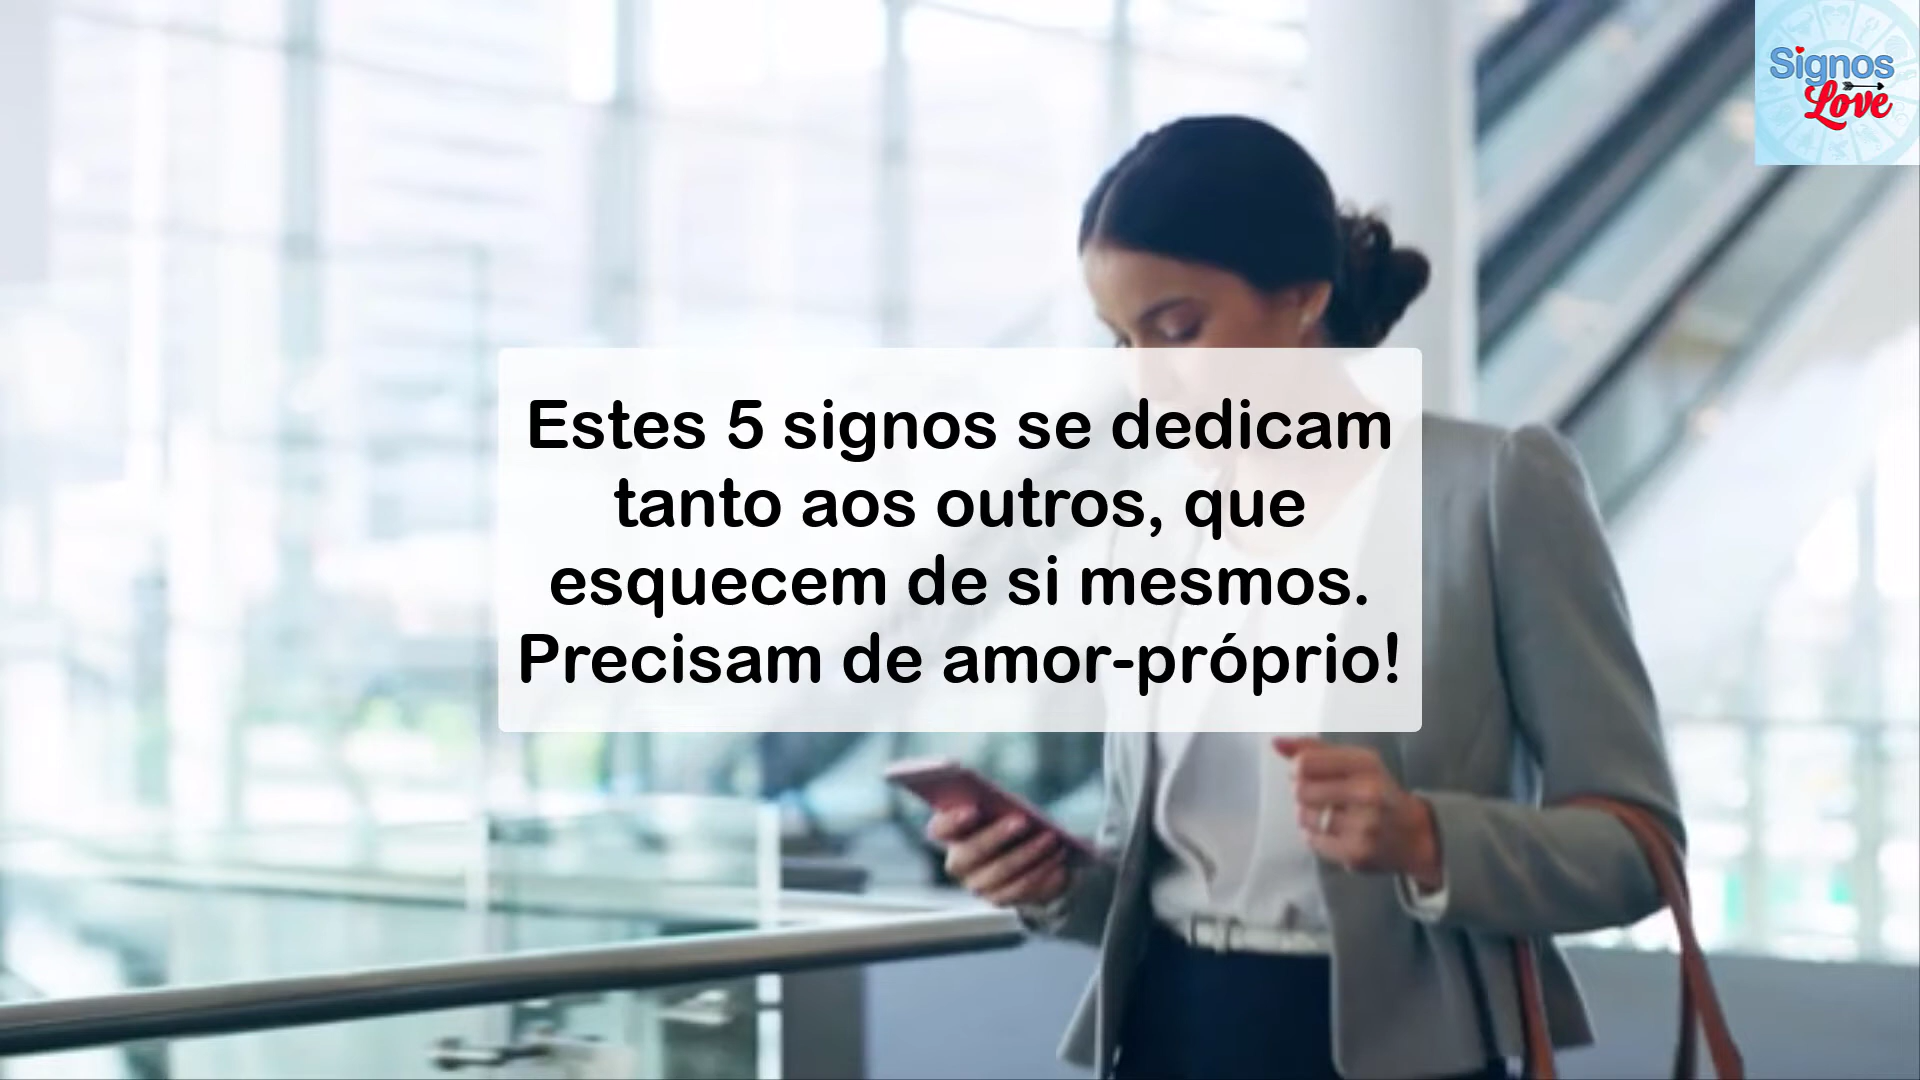 Signos
Love
Estes 5 signos se dedicam
tanto aos outros, que
esquecem de si mesmos.
Precisam de amor-próprio!